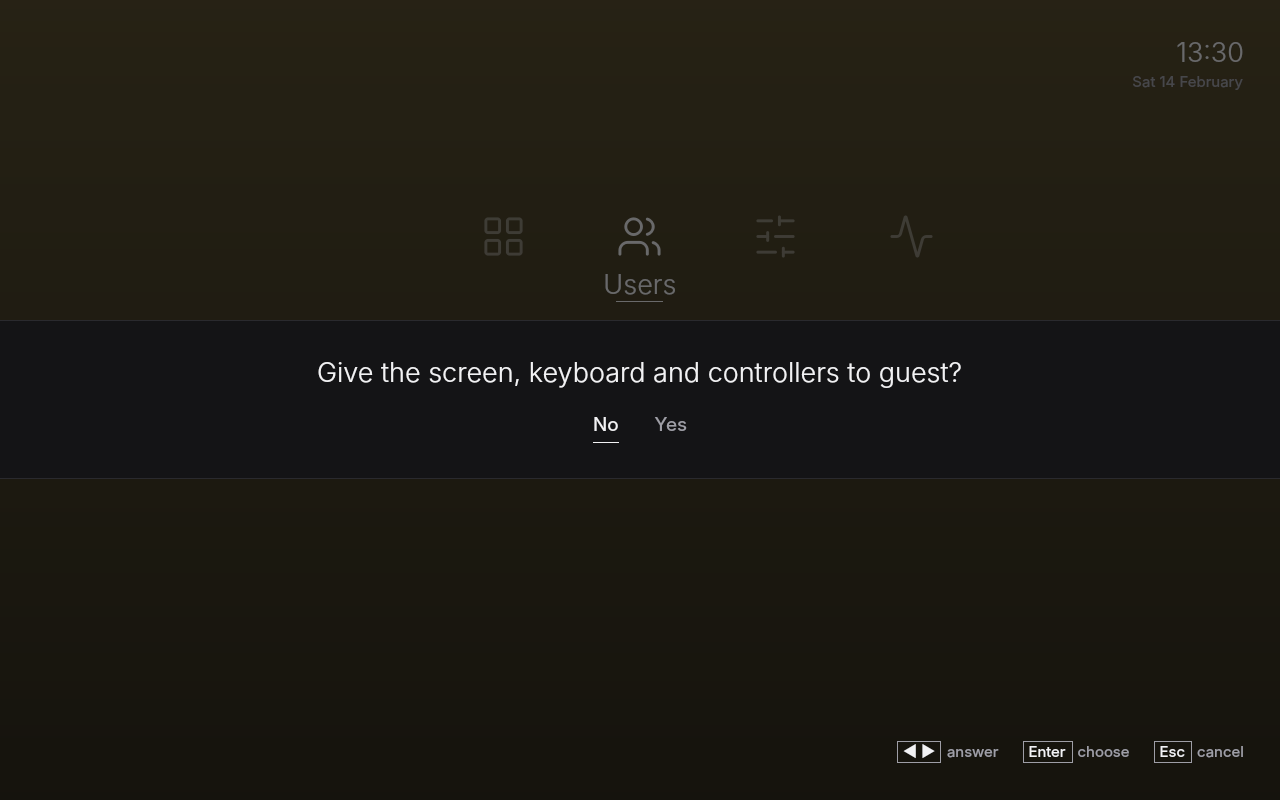 13:30
Sat 14 February
Users
Give the screen, keyboard and controllers to guest?
No Yes
answer Enter choose Esc cancel